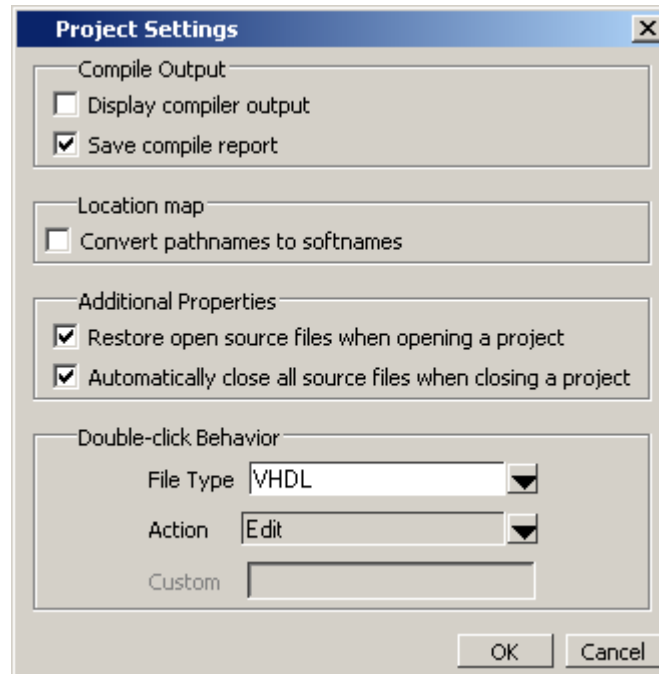 Project Settings
Compile Output
Display compiler output
Save compile report
Location map
Convert pathnames to softnames
Additional Properties
Restore open source files when opening a project
Automatically close all source files when closing a project
Double-click Behavior
File Type VHDL
Action Edit
Custom
OK Cancel